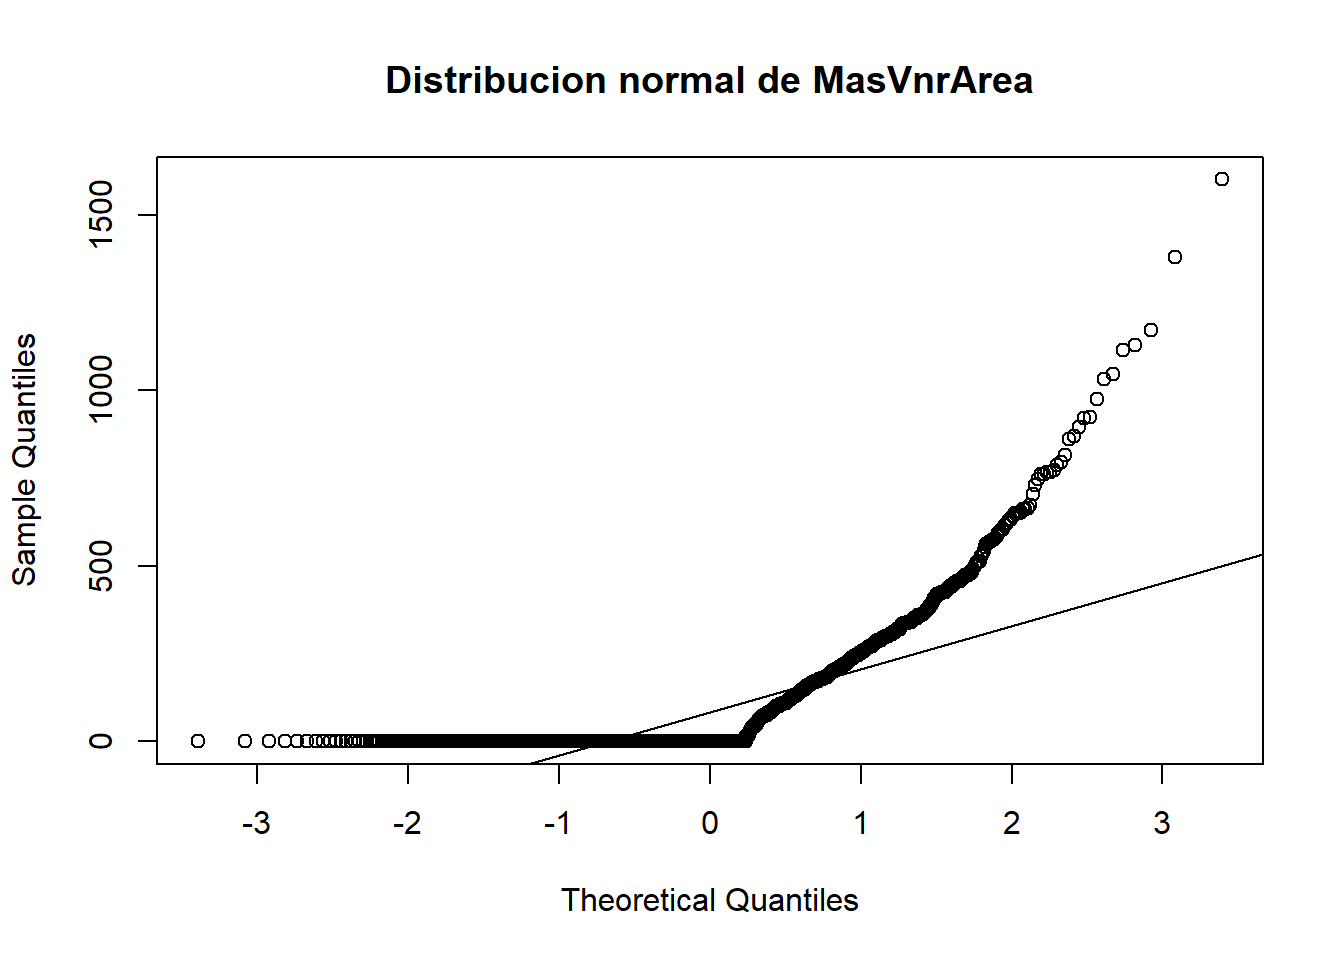 Distribucion normal de MasVnrArea
Sample Quantiles
1500
1000
500
0
-3 -2 -1 0 1 2 3
Theoretical Quantiles